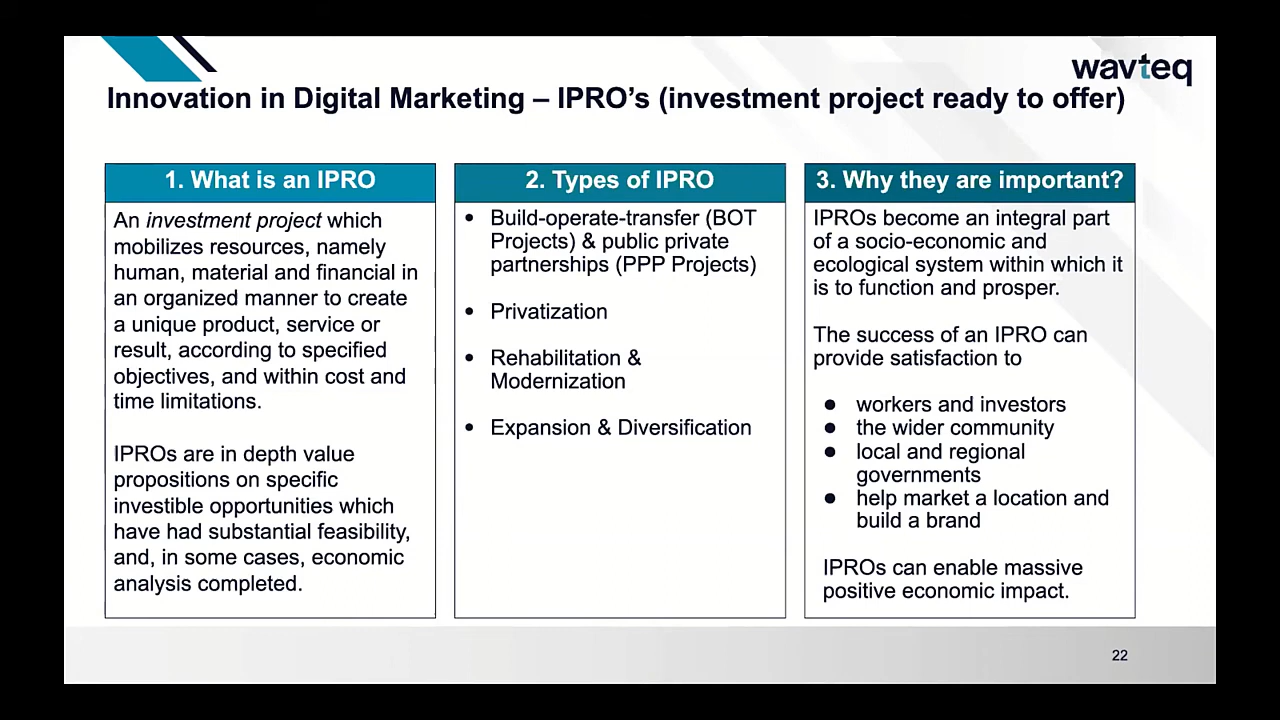 wavteq
Innovation in Digital Marketing – IPRO’s (investment project ready to offer)
1. What is an IPRO
An investment project which
mobilizes resources, namely
human, material and financial in
an organized manner to create
a unique product, service or
result, according to specified
objectives, and within cost and
time limitations.
IPROs are in depth value
propositions on specific
investible opportunities which
have had substantial feasibility,
and, in some cases, economic
analysis completed.
2. Types of IPRO
• Build-operate-transfer (BOT
Projects) & public private
partnerships (PPP Projects)
• Privatization
• Rehabilitation &
Modernization
• Expansion & Diversification
3. Why they are important?
IPROs become an integral part
of a socio-economic and
ecological system within which it
is to function and prosper.
The success of an IPRO can
provide satisfaction to
● workers and investors
● the wider community
● local and regional
governments
● help market a location and
build a brand
IPROs can enable massive
positive economic impact.
22